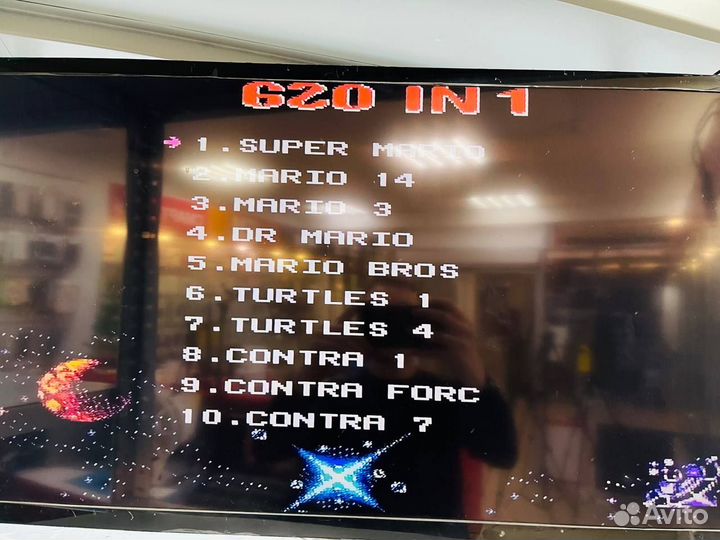 620 IN 1
1.SUPER MARIO
2.MARIO 14
3.MARIO 3
4.DR MARIO
5.MARIO BROS
6.TURTLES 1
7.TURTLES 4
8.CONTRA 1
9.CONTRA FORC
10.CONTRA 7
Avito